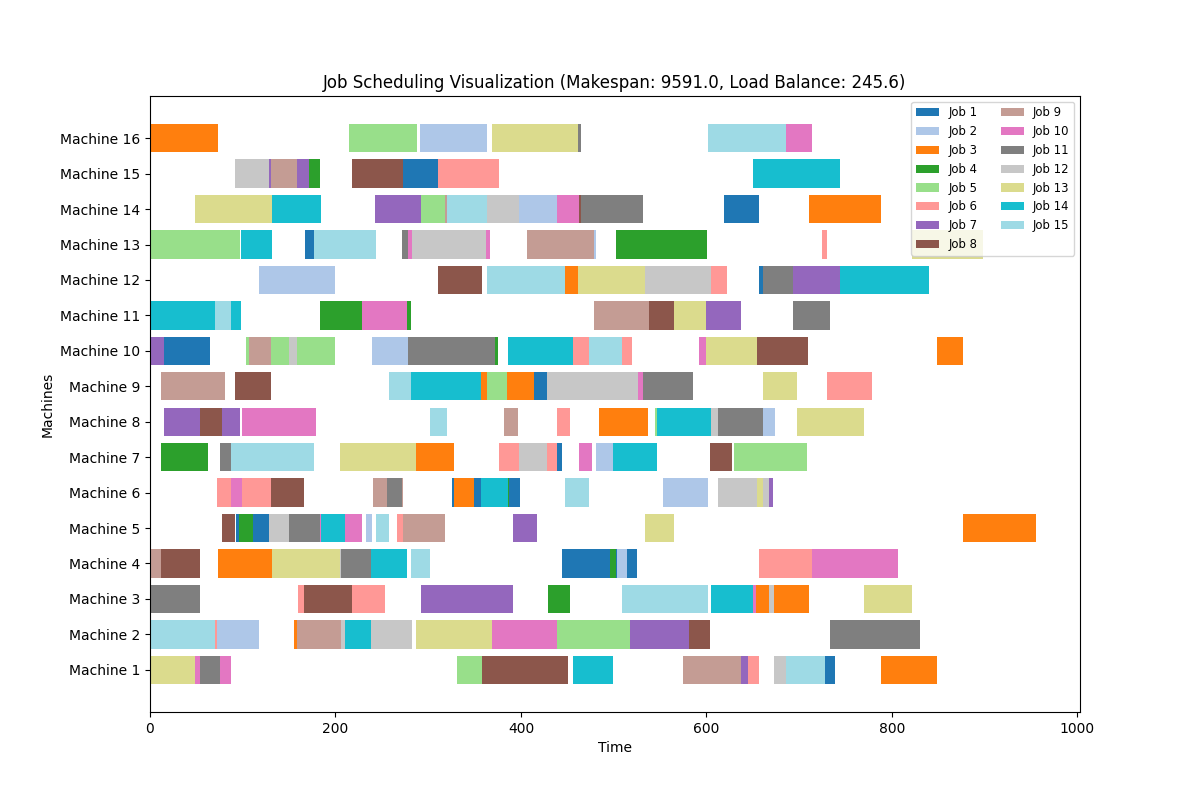 Job Scheduling Visualization (Makespan: 9591.0, Load Balance: 245.6)
Machines
Machine 16
Machine 15
Machine 14
Machine 13
Machine 12
Machine 11
Machine 10
Machine 9
Machine 8
Machine 7
Machine 6
Machine 5
Machine 4
Machine 3
Machine 2
Machine 1
Job 1
Job 2
Job 3
Job 4
Job 5
Job 6
Job 7
Job 8
Job 9
Job 10
Job 11
Job 12
Job 13
Job 14
Job 15
0 200 400 600 800 1000
Time